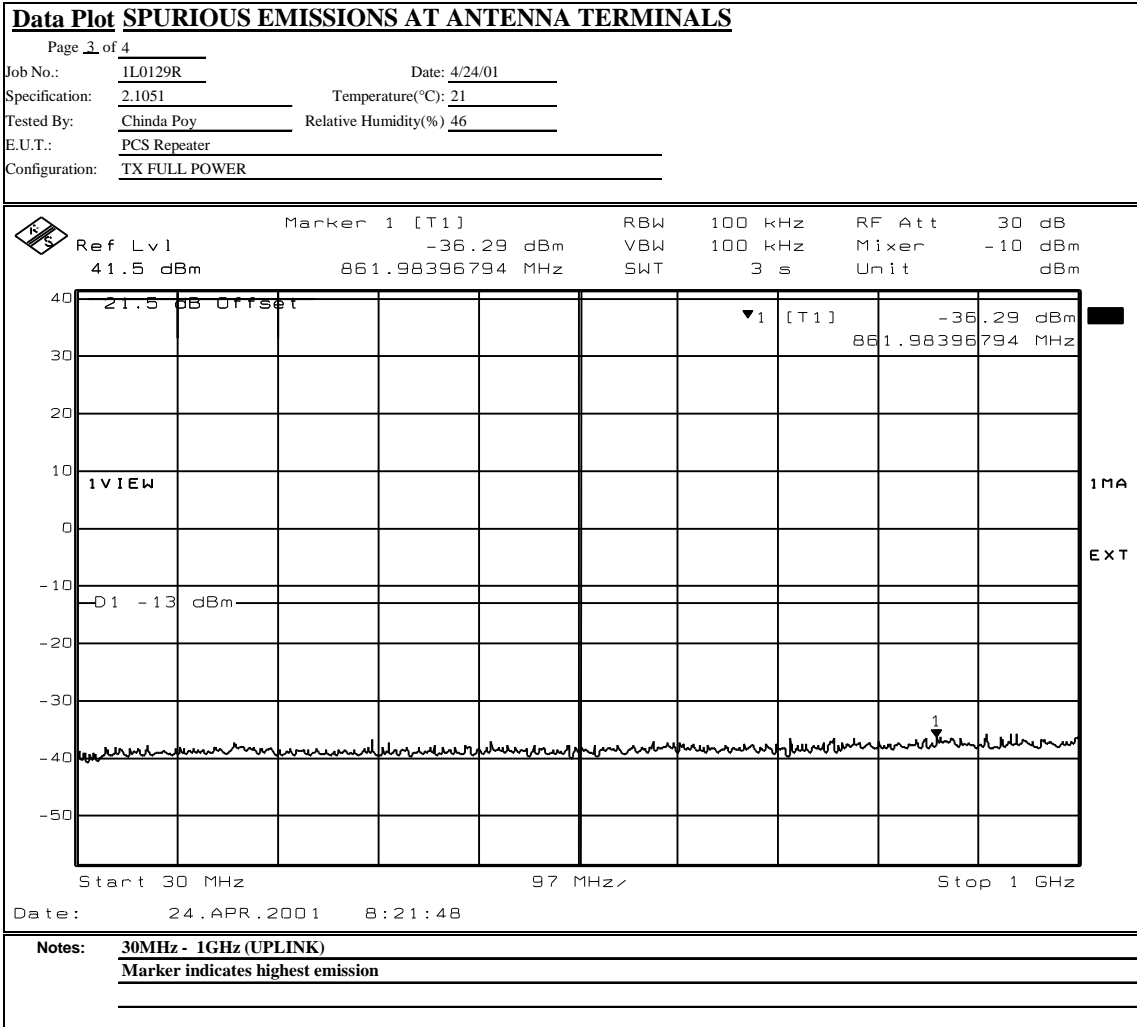 Data Plot SPURIOUS EMISSIONS AT ANTENNA TERMINALS
Page 3 of 4
Job No.: 1L0129R Date: 4/24/01
Specification: 2.1051 Temperature(°C): 21
Tested By: Chinda Poy Relative Humidity(%) 46
E.U.T.: PCS Repeater
Configuration: TX FULL POWER
R S
Marker 1 [T1] RBW 100 kHz RF Att 30 dB
Ref Lvl -36.29 dBm VBW 100 kHz Mixer -10 dBm
41.5 dBm 861.98396794 MHz SWT 3 s Unit dBm
40 21.5 dB Offset
1 [T1] -36.29 dBm
861.98396794 MHz
30
20
10
1VIEW 1MA
0
EXT
-10
D1 -13 dBm
-20
-30
1
-40
-50
Start 30 MHz 97 MHz/ Stop 1 GHz
Date: 24.APR.2001 8:21:48
Notes: 30MHz - 1GHz (UPLINK)
Marker indicates highest emission